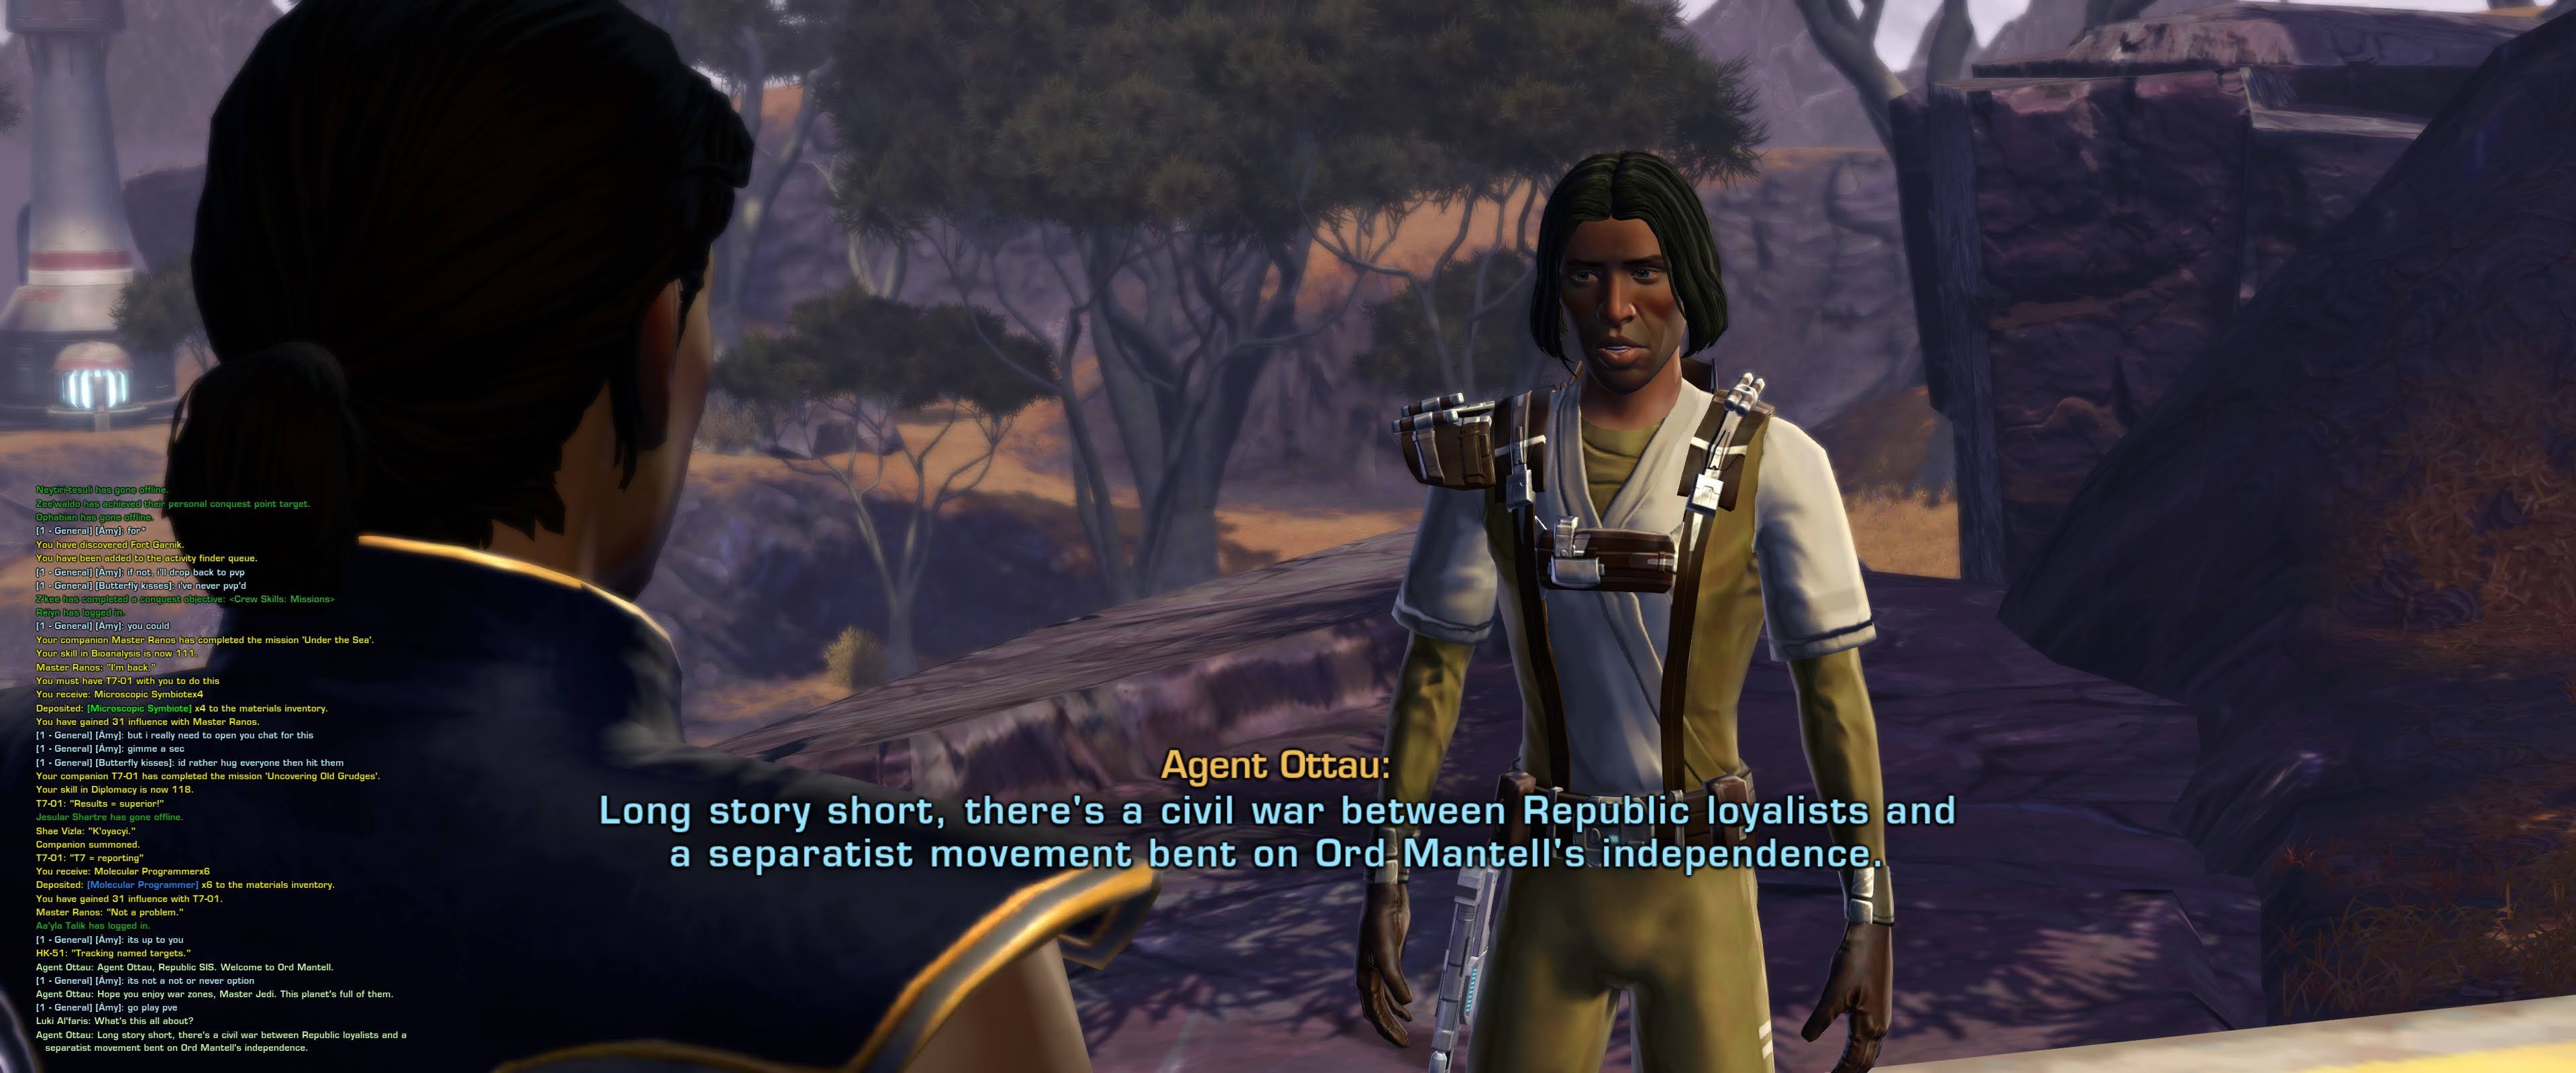 Neytiri-tesuli has gone offline.
Zee'waldo has achieved their personal conquest point target.
Ophabian has gone offline.
[1 - General] [Àmy]: for*
You have discovered Fort Garnik.
You have been added to the activity finder queue.
[1 - General] [Àmy]: if not, i'll drop back to pvp
[1 - General] [Butterfly kisses]: i've never pvp'd
Zikee has completed a conquest objective: <Crew Skills: Missions>
Réiyn has logged in.
[1 - General] [Àmy]: you could
Your companion Master Ranos has completed the mission 'Under the Sea'.
Your skill in Bioanalysis is now 111.
Master Ranos: "I'm back."
You must have T7-01 with you to do this
You receive: Microscopic Symbiotex4
Deposited: [Microscopic Symbiote] x4 to the materials inventory.
You have gained 31 influence with Master Ranos.
[1 - General] [Àmy]: but i really need to open you chat for this
[1 - General] [Àmy]: gimme a sec
[1 - General] [Butterfly kisses]: id rather hug everyone then hit them
Your companion T7-01 has completed the mission 'Uncovering Old Grudges'.
Your skill in Diplomacy is now 118.
T7-01: "Results = superior!"
Jesular Shartre has gone offline.
Shae Vizla: "K'oyacyi."
Companion summoned.
T7-01: "T7 = reporting"
You receive: Molecular Programmerx6
Deposited: [Molecular Programmer] x6 to the materials inventory.
You have gained 31 influence with T7-01.
Master Ranos: "Not a problem."
Aa'yla Talik has logged in.
[1 - General] [Àmy]: its up to you
HK-51: "Tracking named targets."
Agent Ottau: Agent Ottau, Republic SIS. Welcome to Ord Mantell.
[1 - General] [Àmy]: its not a not or never option
Agent Ottau: Hope you enjoy war zones, Master Jedi. This planet's full of them.
[1 - General] [Àmy]: go play pve
Luki Al'faris: What's this all about?
Agent Ottau: Long story short, there's a civil war between Republic loyalists and a
separatist movement bent on Ord Mantell's independence.
Agent Ottau:
Long story short, there's a civil war between Republic loyalists and
a separatist movement bent on Ord Mantell's independence.